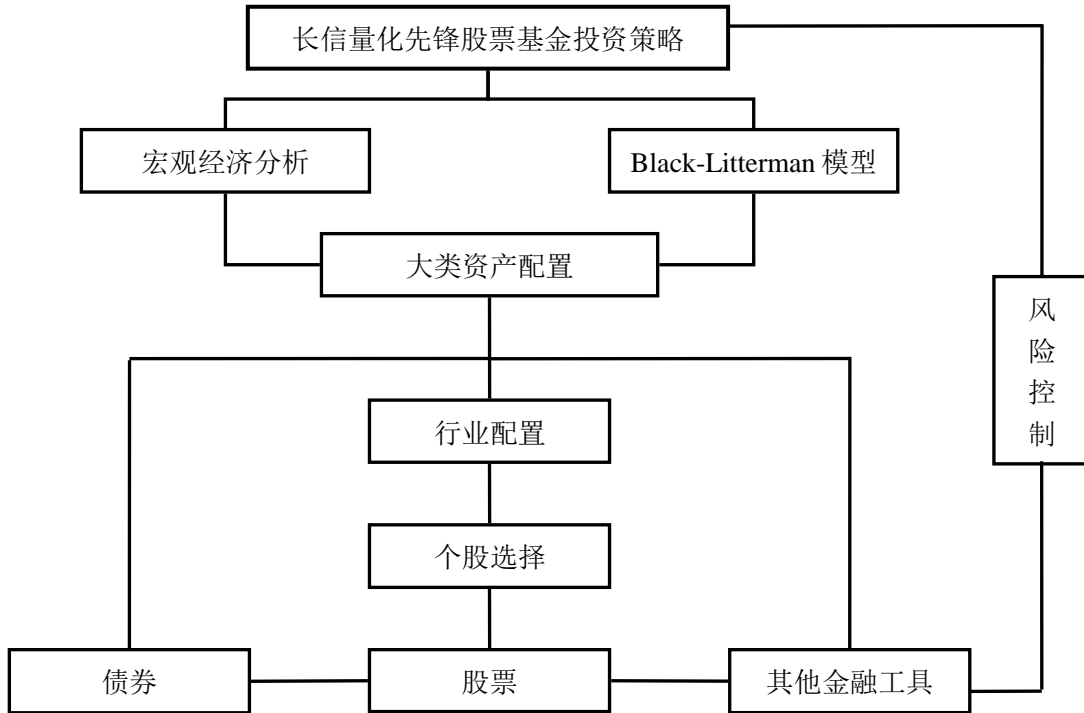 长信量化先锋股票基金投资策略
宏观经济分析
Black-Litterman 模型
大类资产配置
风
险
控
制
行业配置
个股选择
债券
股票
其他金融工具